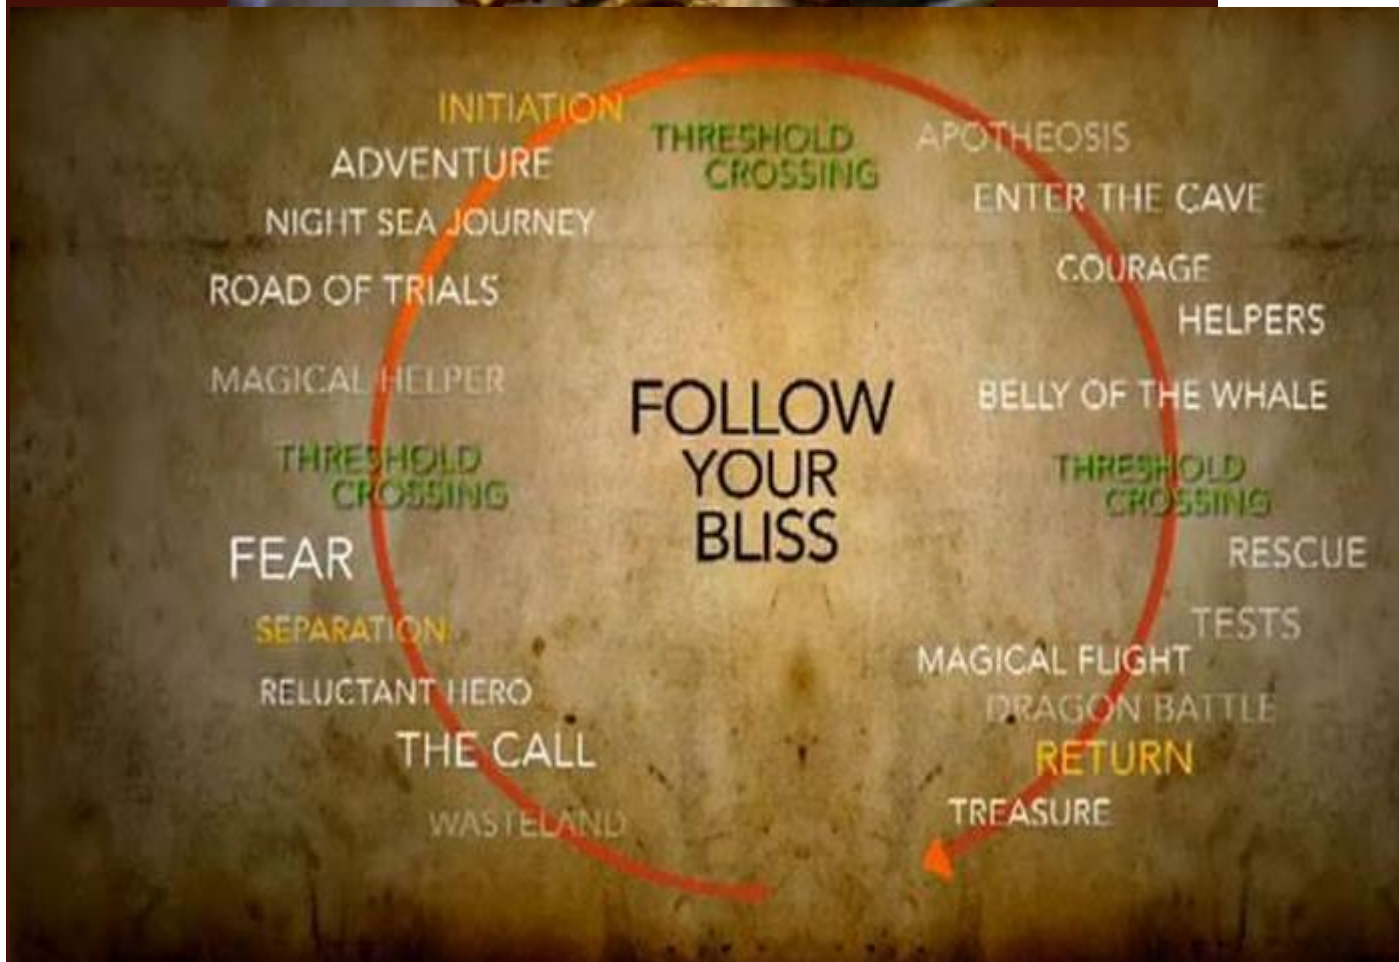 INITIATION
THRESHOLD
CROSSING
APOTHEOSIS
ADVENTURE
ENTER THE CAVE
NIGHT SEA JOURNEY
COURAGE
ROAD OF TRIALS
HELPERS
MAGICAL HELPER
BELLY OF THE WHALE
FOLLOW
YOUR
BLISS
THRESHOLD
CROSSING
THRESHOLD
CROSSING
FEAR
RESCUE
SEPARATION
TESTS
MAGICAL FLIGHT
RELUCTANT HERO
DRAGON BATTLE
THE CALL
RETURN
WASTELAND
TREASURE